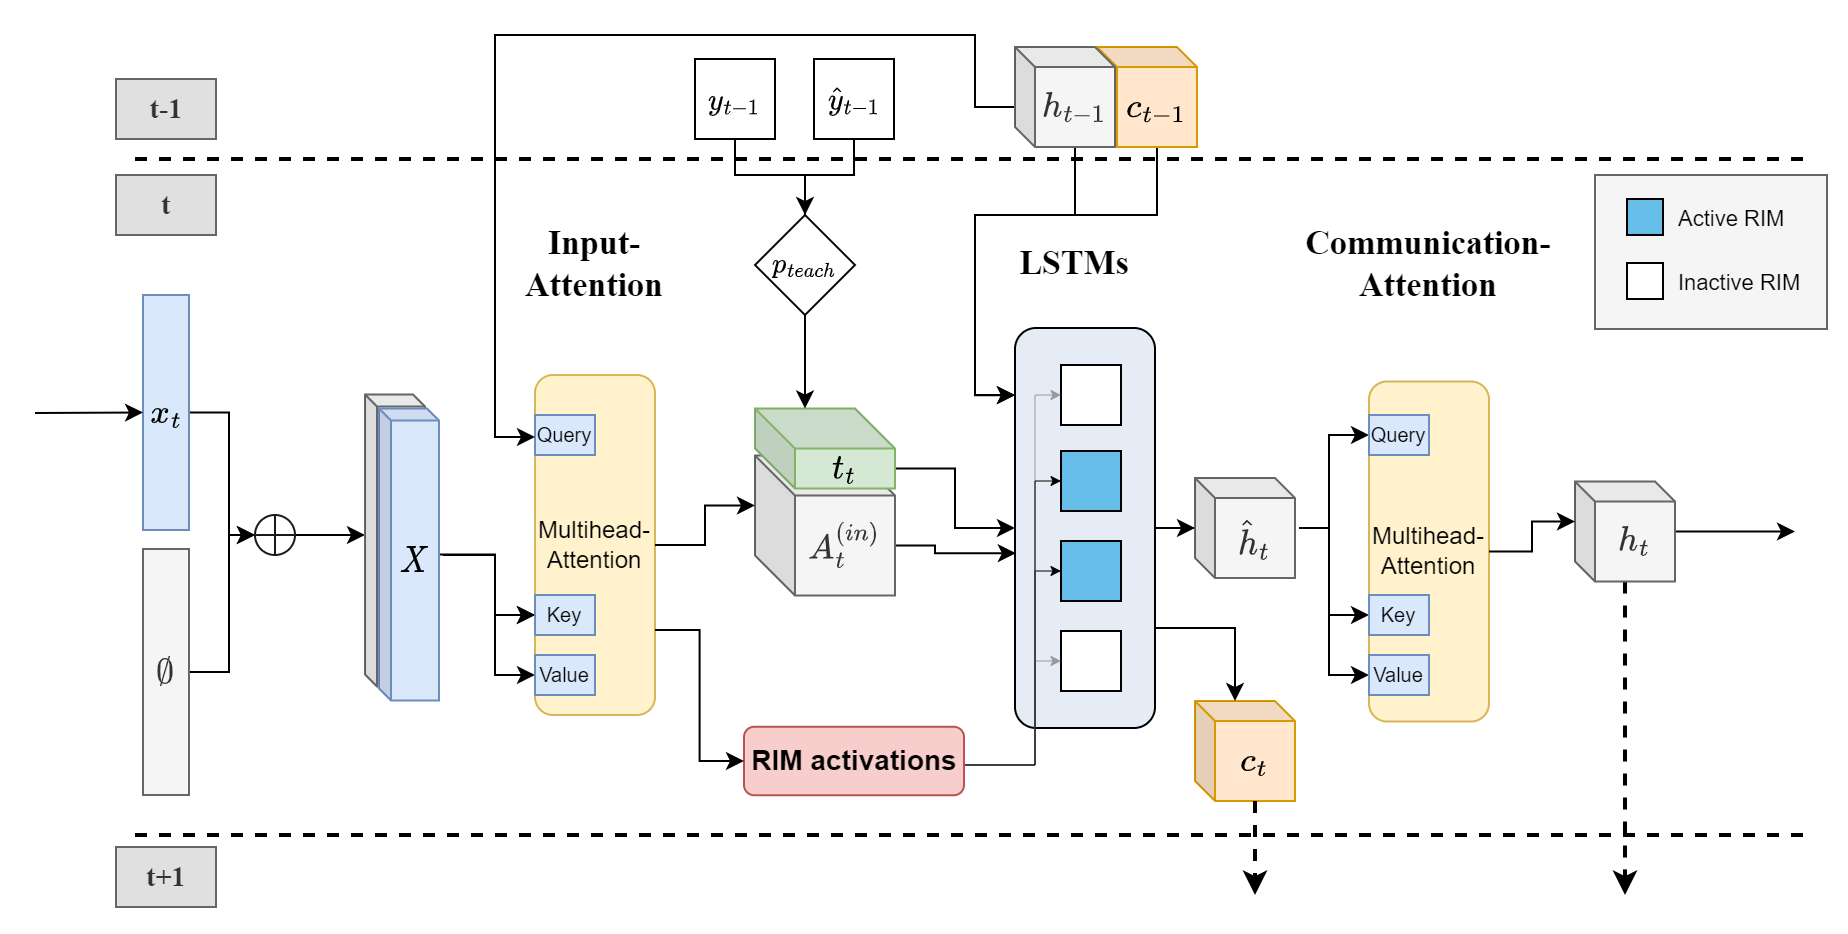 t-1
y_{t-1}
\hat{y}_{t-1}
h_{t-1}
c_{t-1}
t
Active RIM
Inactive RIM
Input-
Attention
p_{teach}
LSTMs
Communication-
Attention
x_t
∅
X
Query
Multihead-
Attention
Key
Value
t_t
A_t^{(in)}
RIM activations
\hat{h}_t
c_t
Query
Multihead-
Attention
Key
Value
h_t
t+1